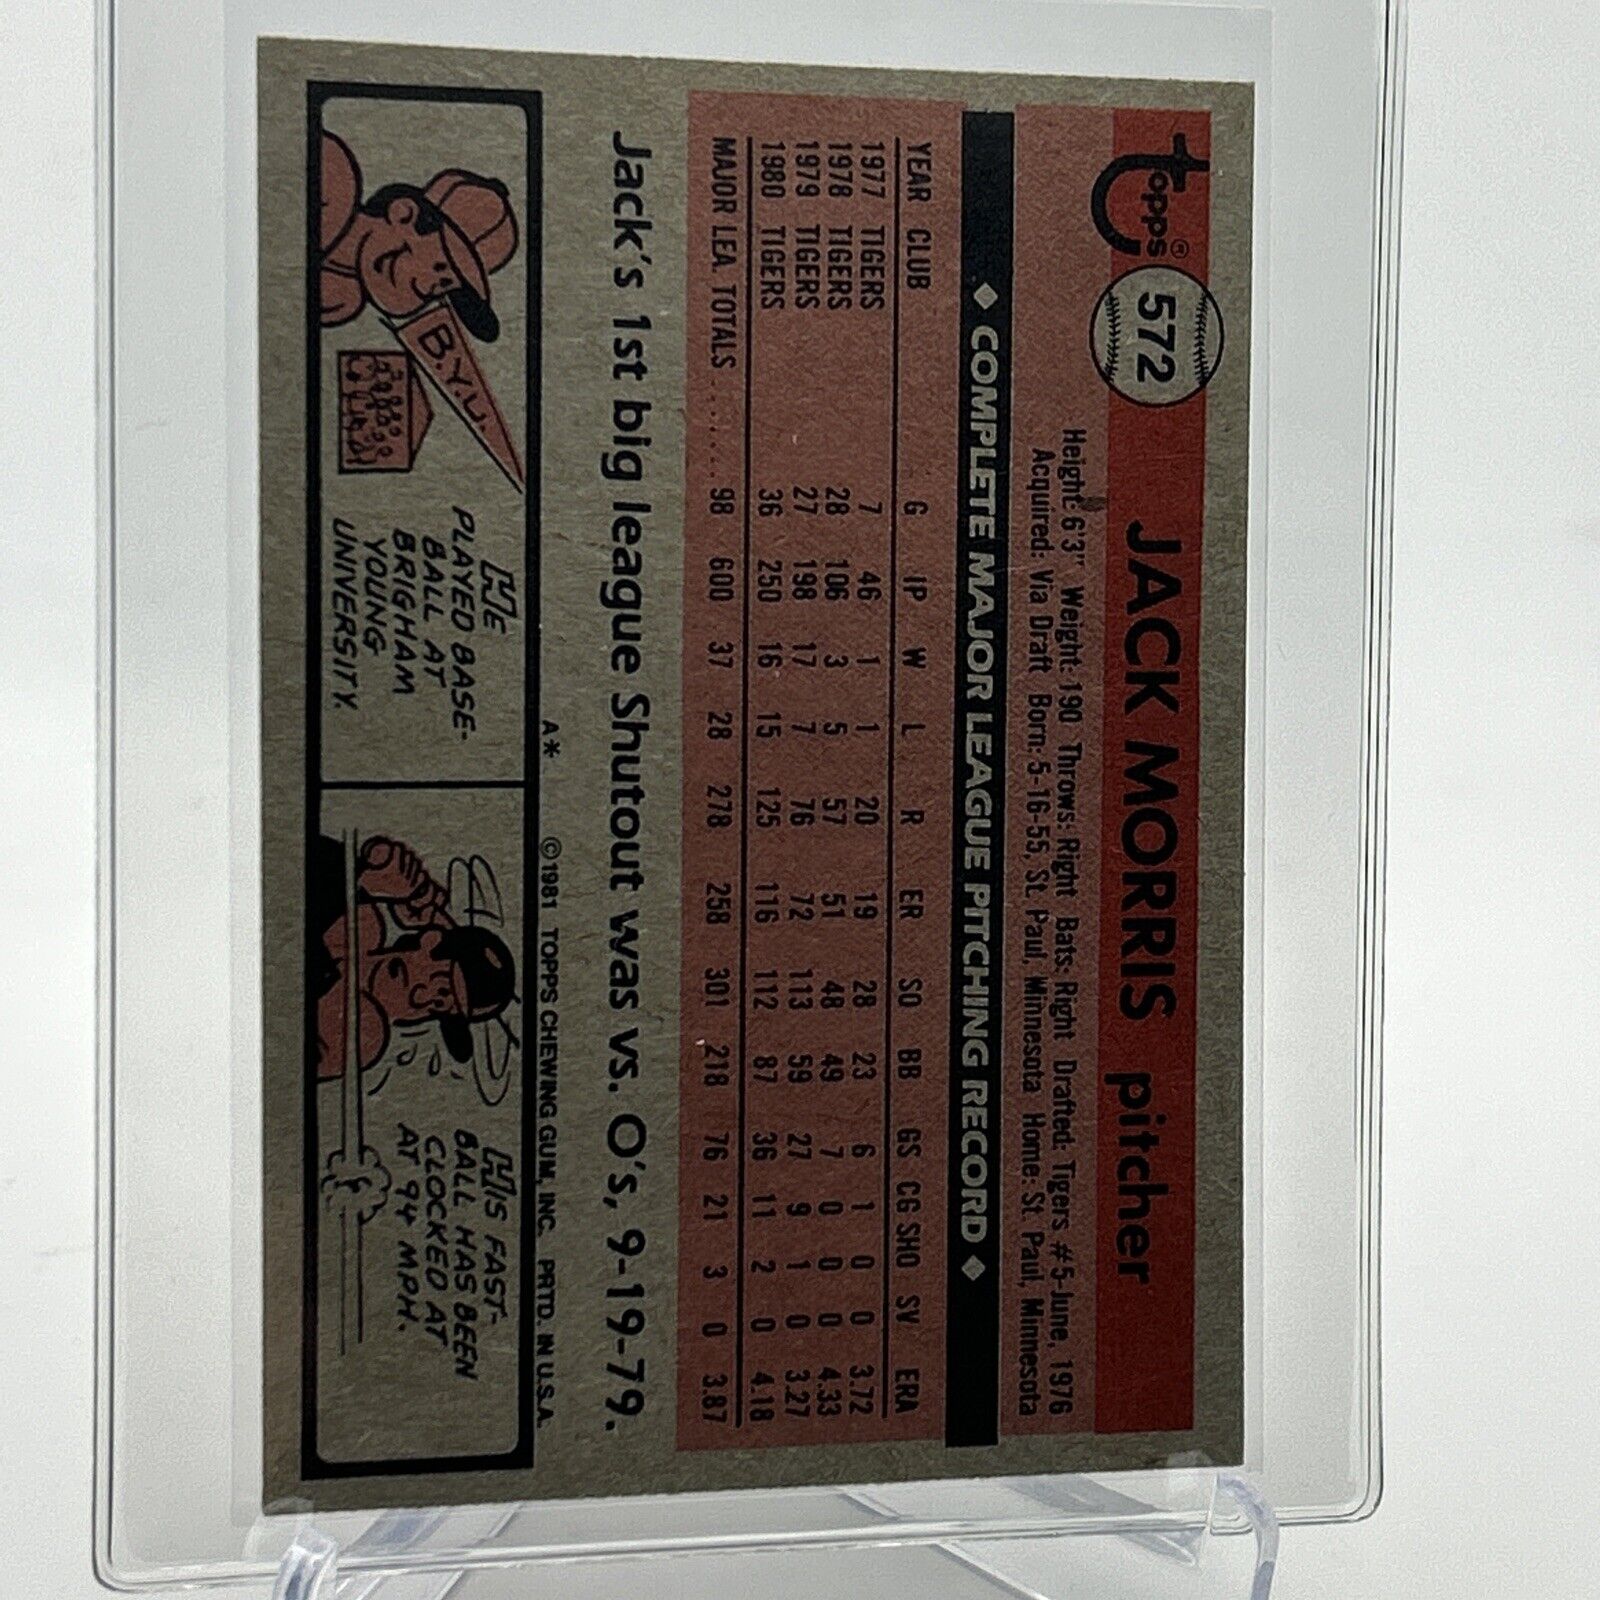 Topps® 572 JACK MORRIS pitcher
Height: 6'3" Weight: 190 Throws: Right Bats: Right Drafted: Tigers #5-June, 1976
Acquired: Via Draft Born: 5-16-55, St. Paul, Minnesota Home: St. Paul, Minnesota
◆ COMPLETE MAJOR LEAGUE PITCHING RECORD ◆
YEAR CLUB G IP W L R ER SO BB GS CG SHO SV ERA
1977 TIGERS 7 46 1 1 20 19 28 23 6 1 0 0 3.72
1978 TIGERS 28 106 3 5 57 51 48 49 7 0 0 0 4.33
1979 TIGERS 27 198 17 7 76 72 113 59 27 9 1 0 3.27
1980 TIGERS 36 250 16 15 125 116 112 87 36 11 2 0 4.18
MAJOR LEA. TOTALS ....... 98 600 37 28 278 258 301 218 76 21 3 0 3.87
Jack's 1st big league Shutout was vs. O's, 9-19-79.
A* ©1981 TOPPS CHEWING GUM, INC. PRTD. IN U.S.A.
B.Y.U.
HE
PLAYED BASE-
BALL AT
BRIGHAM
YOUNG
UNIVERSITY.
HIS FAST-
BALL HAS BEEN
CLOCKED AT
AT 94 MPH.